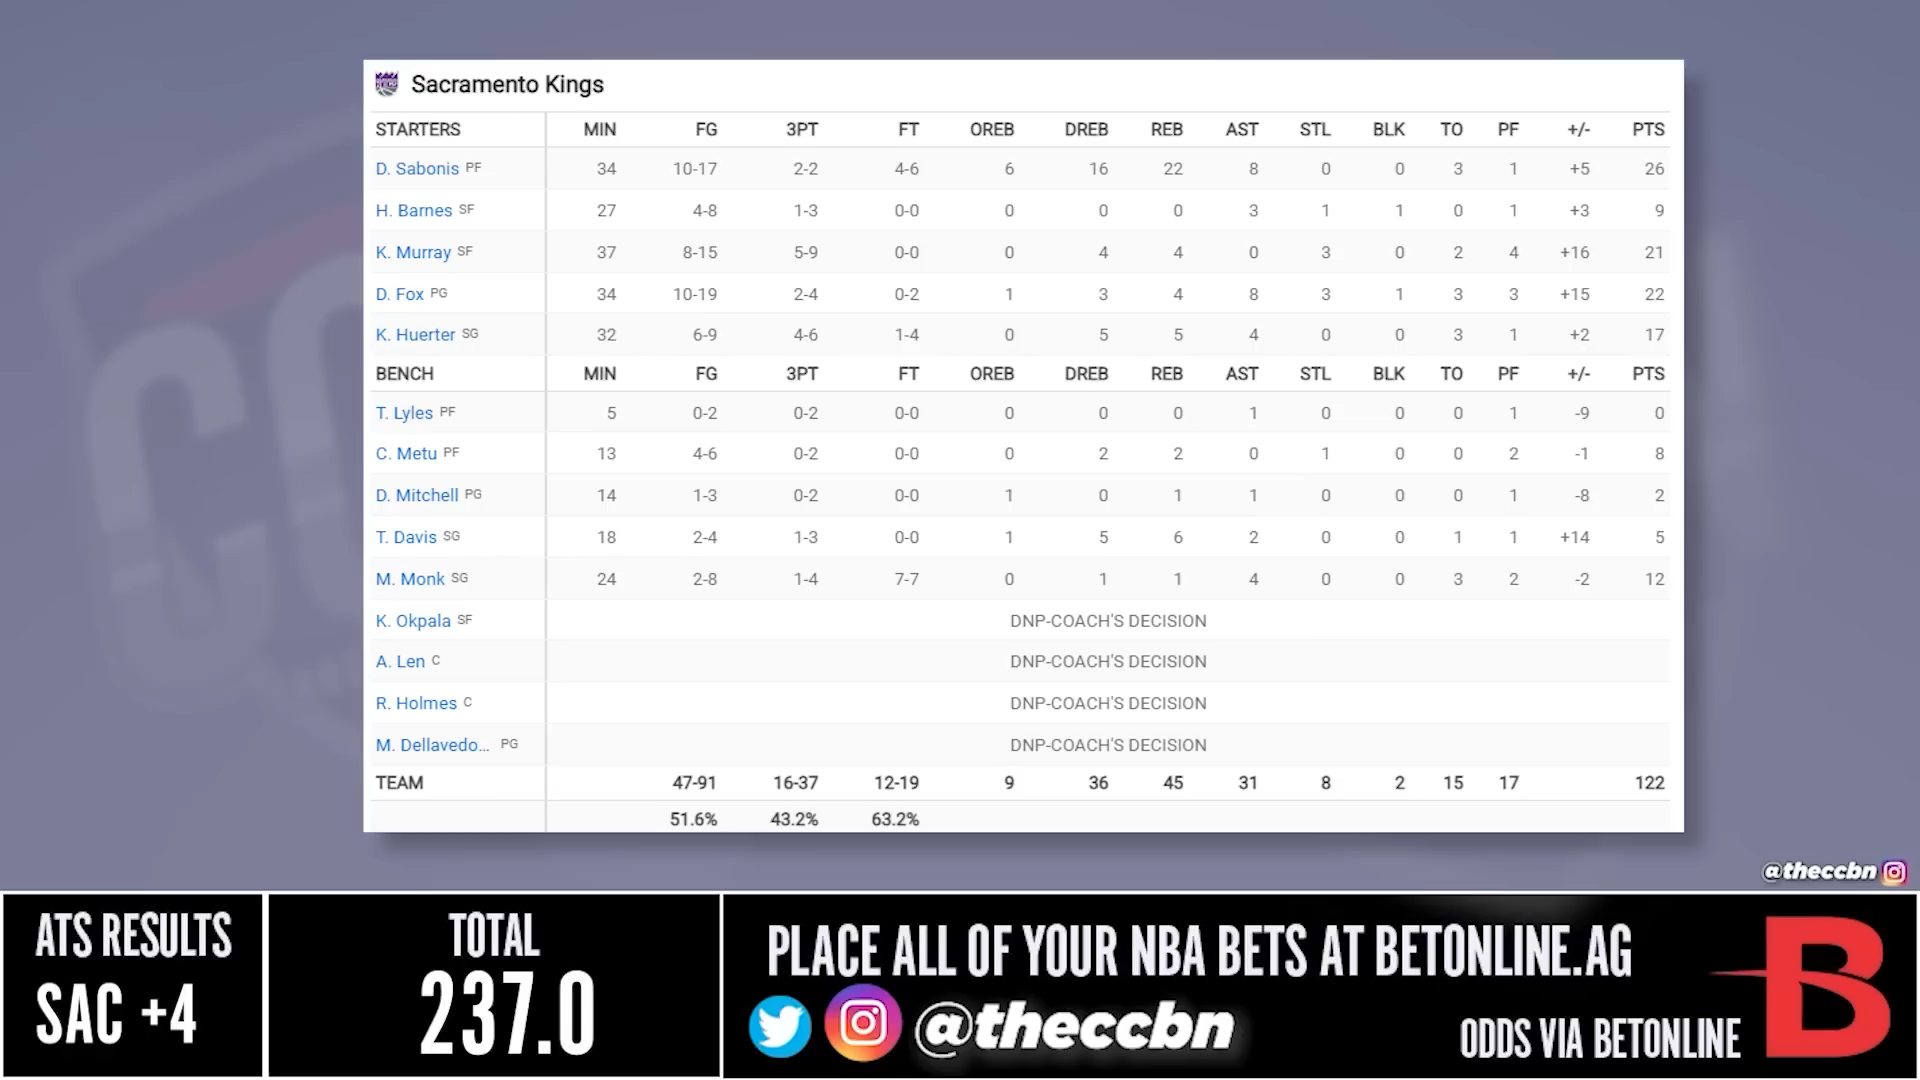 Sacramento Kings
STARTERS MIN FG 3PT FT OREB DREB REB AST STL BLK TO PF +/- PTS
D. Sabonis PF 34 10-17 2-2 4-6 6 16 22 8 0 0 3 1 +5 26
H. Barnes SF 27 4-8 1-3 0-0 0 0 0 3 1 1 0 1 +3 9
K. Murray SF 37 8-15 5-9 0-0 0 4 4 0 3 0 2 4 +16 21
D. Fox PG 34 10-19 2-4 0-2 1 3 4 8 3 1 3 3 +15 22
K. Huerter SG 32 6-9 4-6 1-4 0 5 5 4 0 0 3 1 +2 17
BENCH MIN FG 3PT FT OREB DREB REB AST STL BLK TO PF +/- PTS
T. Lyles PF 5 0-2 0-2 0-0 0 0 0 1 0 0 0 1 -9 0
C. Metu PF 13 4-6 0-2 0-0 0 2 2 0 1 0 0 2 -1 8
D. Mitchell PG 14 1-3 0-2 0-0 1 0 1 1 0 0 0 1 -8 2
T. Davis SG 18 2-4 1-3 0-0 1 5 6 2 0 0 1 1 +14 5
M. Monk SG 24 2-8 1-4 7-7 0 1 1 4 0 0 3 2 -2 12
K. Okpala SF DNP-COACH'S DECISION
A. Len C DNP-COACH'S DECISION
R. Holmes C DNP-COACH'S DECISION
M. Dellavedo... PG DNP-COACH'S DECISION
TEAM 47-91 16-37 12-19 9 36 45 31 8 2 15 17 122
51.6% 43.2% 63.2%
@theccbn
ATS RESULTS
SAC +4
TOTAL
237.0
PLACE ALL OF YOUR NBA BETS AT BETONLINE.AG
@theccbn
ODDS VIA BETONLINE
B